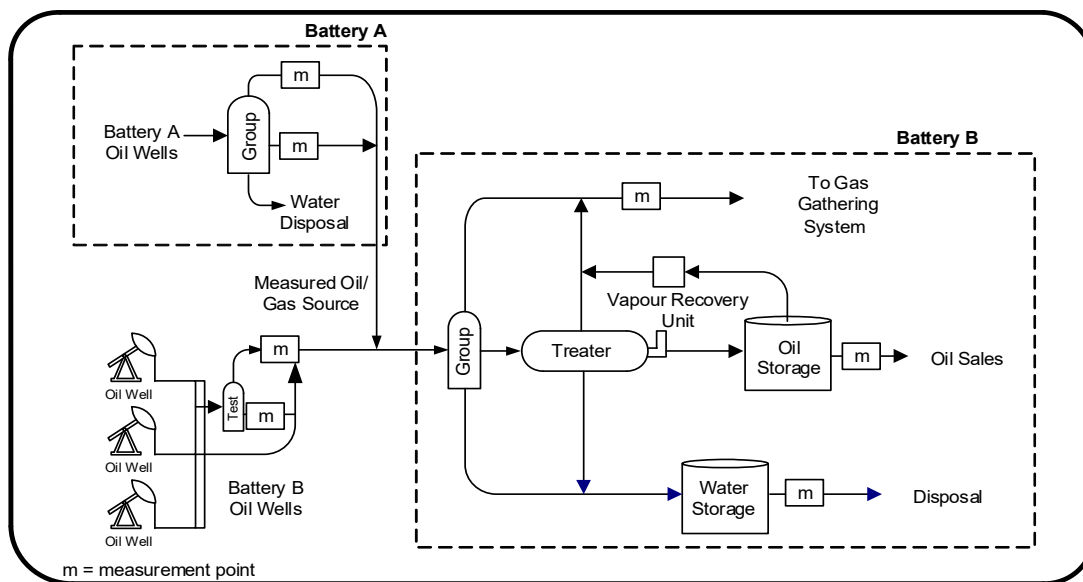 Battery A
m
Battery A
Oil Wells
Group
m
Water
Disposal
Battery B
m
To Gas
Gathering
System
Measured Oil/
Gas Source
Vapour Recovery
Unit
Group
Treater
Oil
Storage
m
Oil Sales
m
Oil Well
Test
m
Oil Well
Battery B
Oil Wells
Oil Well
Water
Storage
m
Disposal
m = measurement point